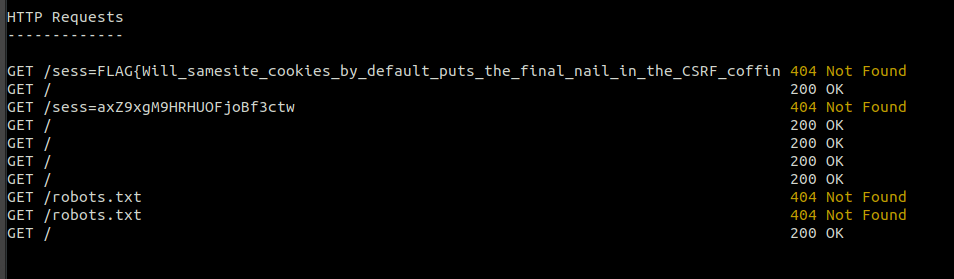 HTTP Requests
-------------
GET /sess=FLAG{Will_samesite_cookies_by_default_puts_the_final_nail_in_the_CSRF_coffin 404 Not Found
GET / 200 OK
GET /sess=axZ9xgM9HRHUOFjoBf3ctw 404 Not Found
GET / 200 OK
GET / 200 OK
GET / 200 OK
GET / 200 OK
GET /robots.txt 404 Not Found
GET /robots.txt 404 Not Found
GET / 200 OK